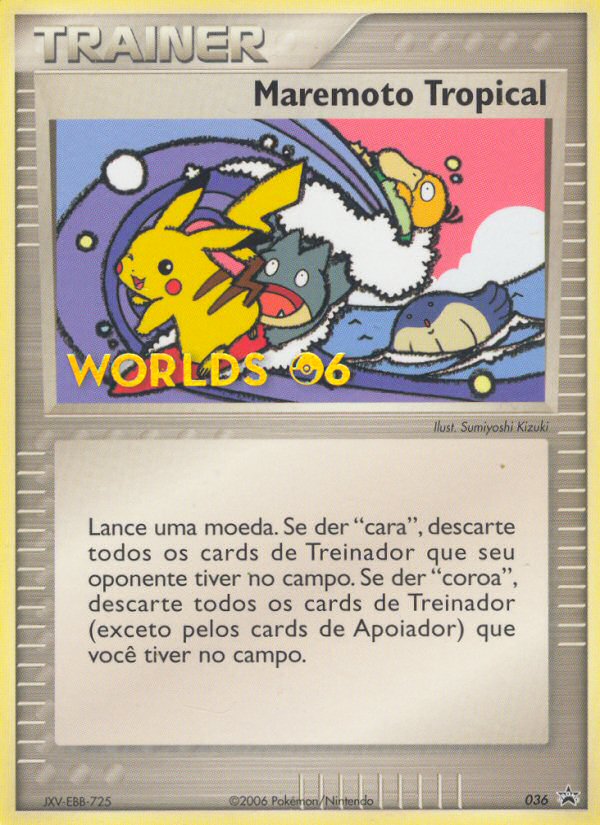 TRAINER
Maremoto Tropical
WORLDS 06
Ilust. Sumiyoshi Kizuki
Lance uma moeda. Se der “cara”, descarte
todos os cards de Treinador que seu
oponente tiver no campo. Se der “coroa”,
descarte todos os cards de Treinador
(exceto pelos cards de Apoiador) que
você tiver no campo.
JXV-EBB-725
©2006 Pokémon/Nintendo
036